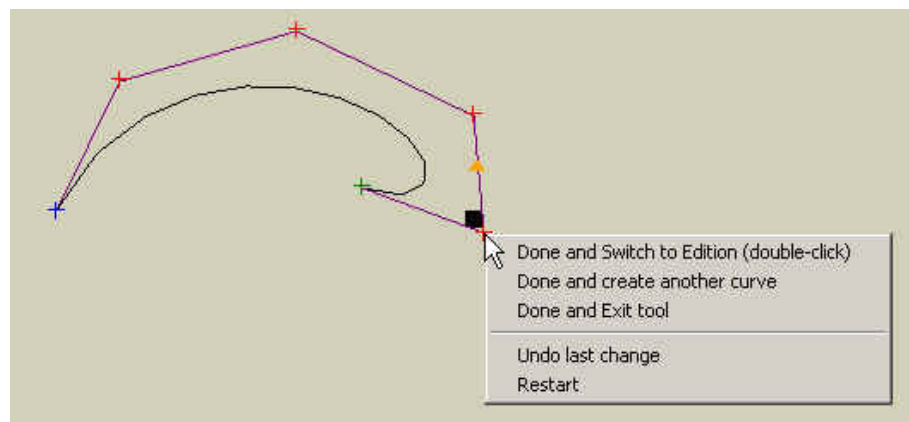 Done and Switch to Edition (double-click)
Done and create another curve
Done and Exit tool
Undo last change
Restart